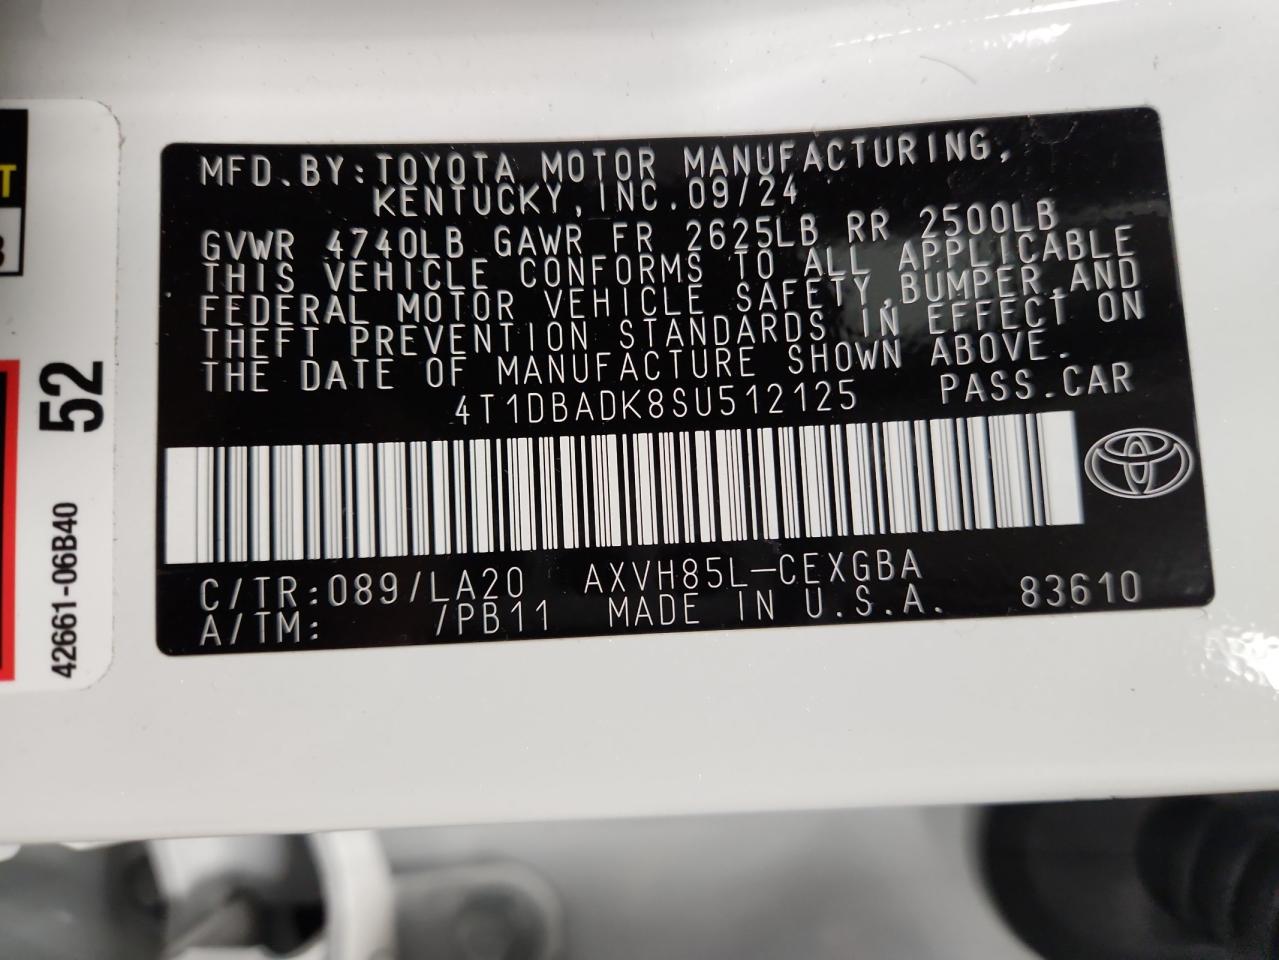 MFD.BY:TOYOTA MOTOR MANUFACTURING,
KENTUCKY,INC.09/24
GVWR 4740LB GAWR FR 2625LB RR 2500LB
THIS VEHICLE CONFORMS TO ALL APPLICABLE
FEDERAL MOTOR VEHICLE SAFETY,BUMPER,AND
THEFT PREVENTION STANDARDS IN EFFECT ON
THE DATE OF MANUFACTURE SHOWN ABOVE.
4T1DBADK8SU512125 PASS.CAR
C/TR:089/LA20 AXVH85L-CEXGBA
A/TM: /PB11 MADE IN U.S.A. 83610
52
42661-06B40